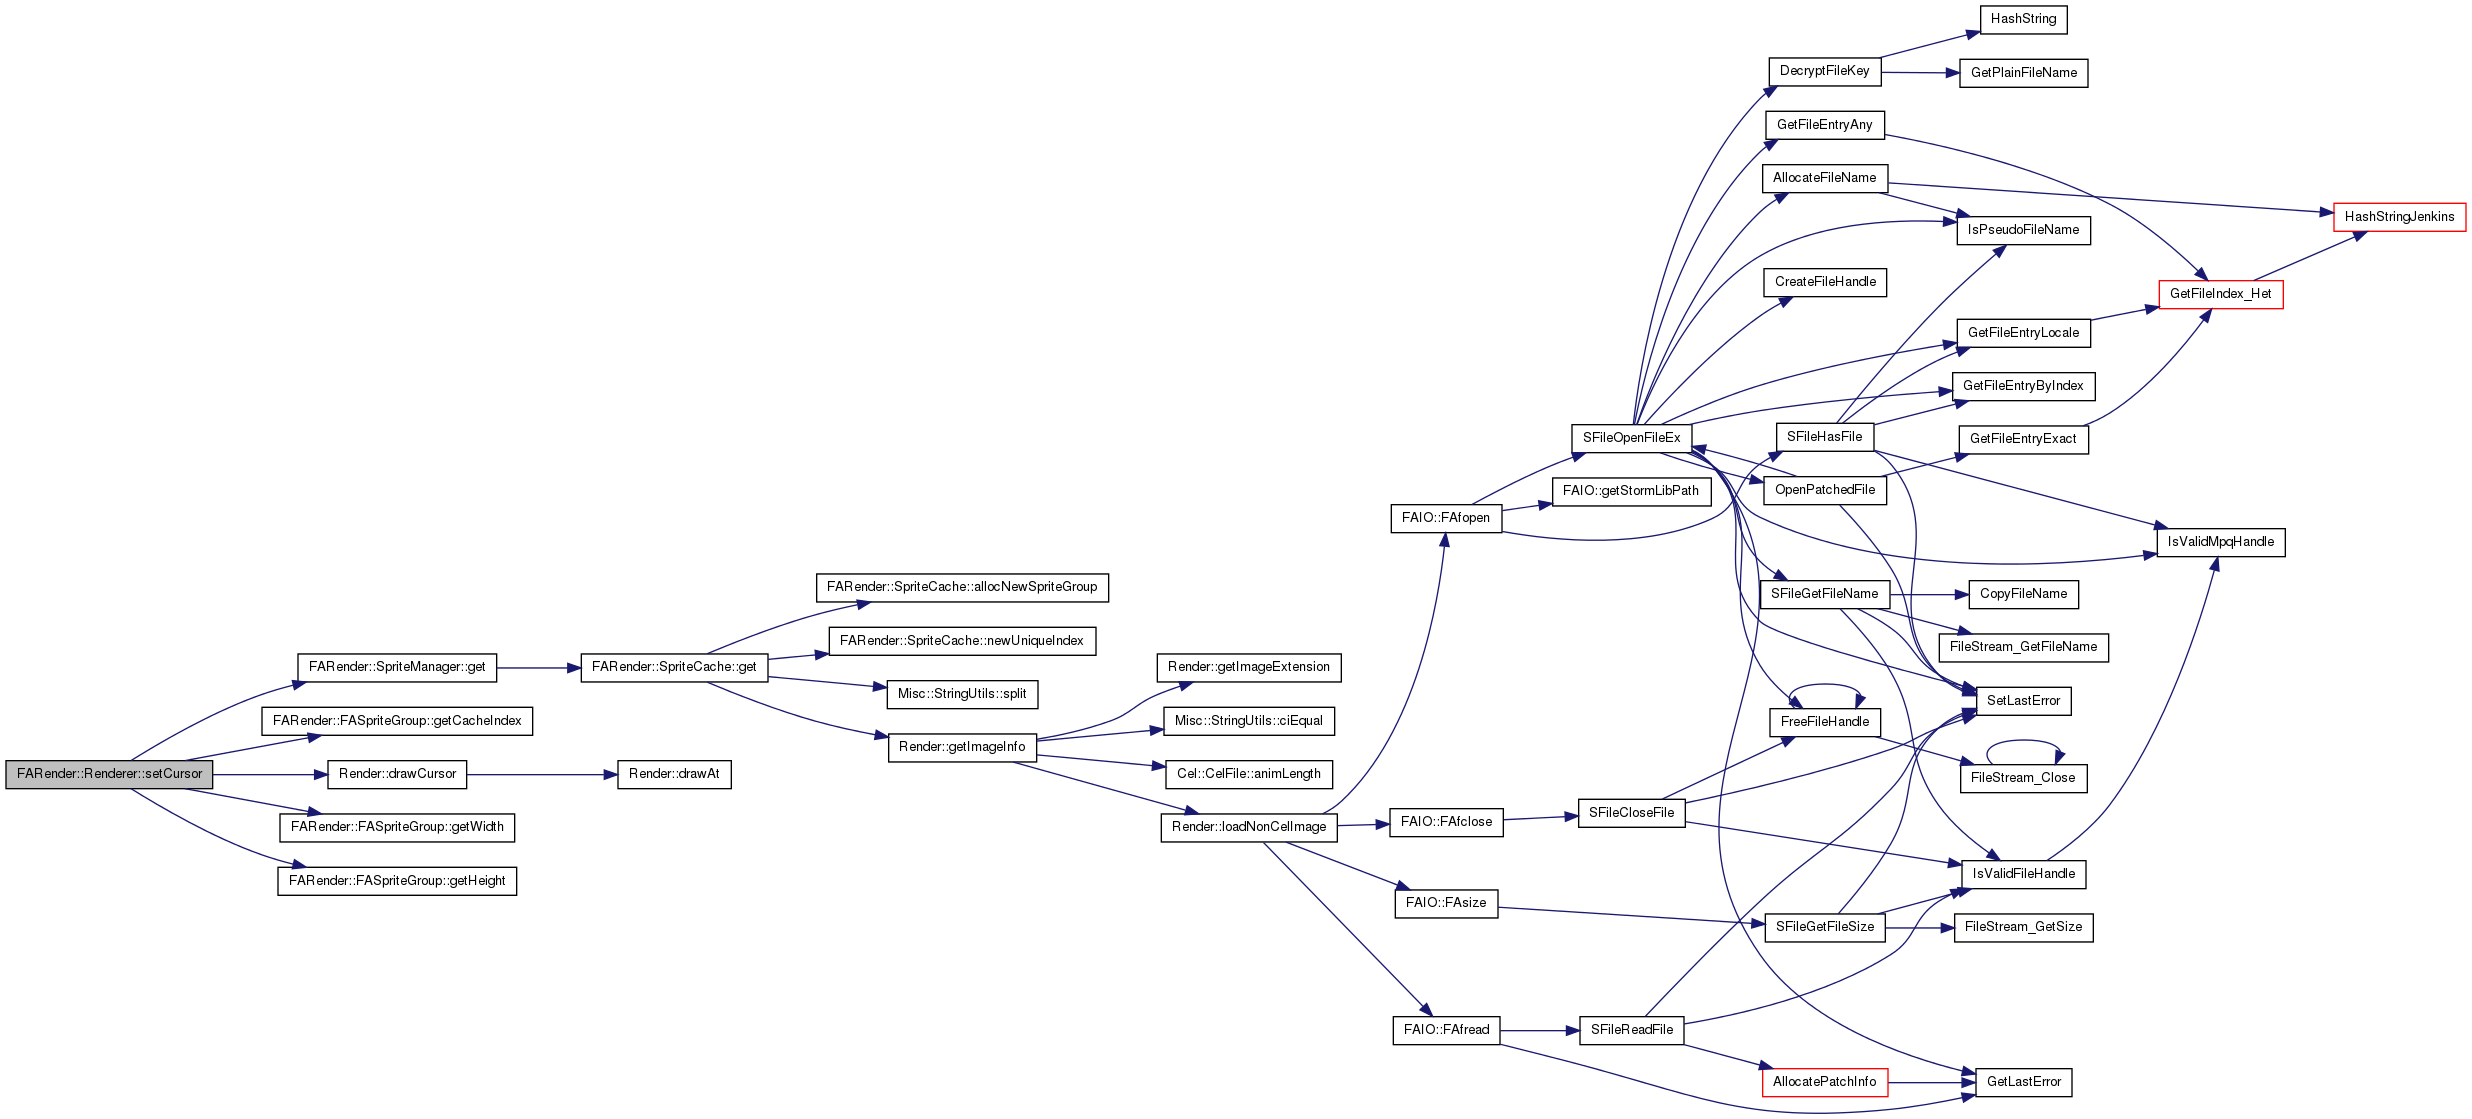 HashString
DecryptFileKey
GetPlainFileName
GetFileEntryAny
AllocateFileName
HashStringJenkins
IsPseudoFileName
CreateFileHandle
GetFileIndex_Het
GetFileEntryLocale
GetFileEntryByIndex
SFileOpenFileEx
SFileHasFile
GetFileEntryExact
FAIO::getStormLibPath
OpenPatchedFile
FAIO::FAfopen
IsValidMpqHandle
FARender::SpriteCache::allocNewSpriteGroup
SFileGetFileName
CopyFileName
FARender::SpriteCache::newUniqueIndex
FileStream_GetFileName
FARender::SpriteManager::get
FARender::SpriteCache::get
Render::getImageExtension
Misc::StringUtils::split
SetLastError
FARender::FASpriteGroup::getCacheIndex
Misc::StringUtils::ciEqual
FreeFileHandle
Render::getImageInfo
FARender::Renderer::setCursor
Render::drawCursor
Render::drawAt
Cel::CelFile::animLength
FileStream_Close
FARender::FASpriteGroup::getWidth
Render::loadNonCelImage
FAIO::FAfclose
SFileCloseFile
FARender::FASpriteGroup::getHeight
IsValidFileHandle
FAIO::FAsize
SFileGetFileSize
FileStream_GetSize
FAIO::FAfread
SFileReadFile
AllocatePatchInfo
GetLastError